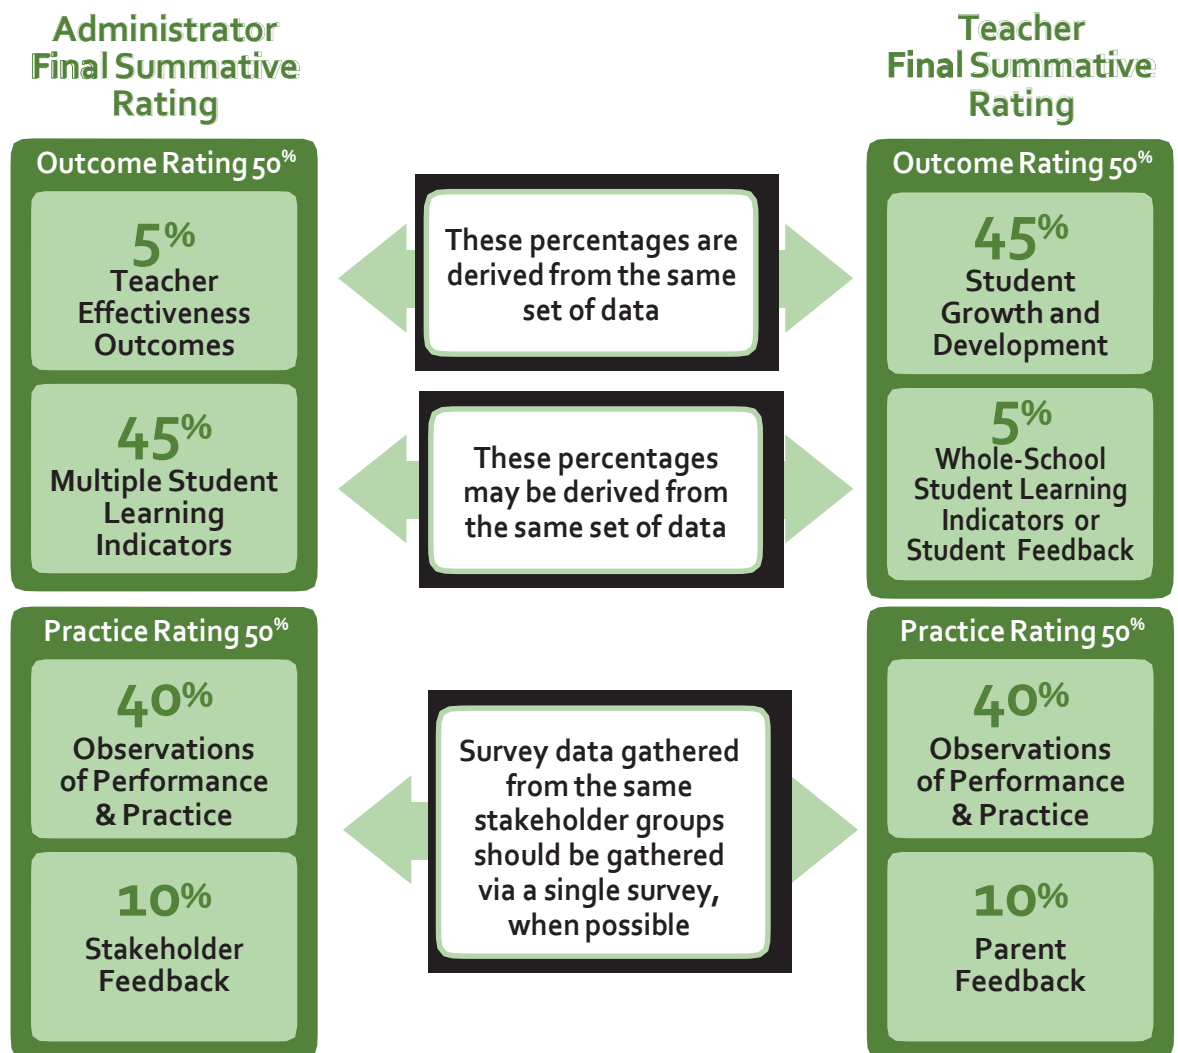 Administrator
Final Summative
Rating
Outcome Rating 50%
5%
Teacher
Effectiveness
Outcomes
45%
Multiple Student
Learning
Indicators
Practice Rating 50%
40%
Observations
of Performance
& Practice
10%
Stakeholder
Feedback
These percentages are
derived from the same
set of data
These percentages
may be derived from
the same set of data
Survey data gathered
from the same
stakeholder groups
should be gathered
via a single survey,
when possible
Teacher
Final Summative
Rating
Outcome Rating 50%
45%
Student
Growth and
Development
5%
Whole-School
Student Learning
Indicators or
Student Feedback
Practice Rating 50%
40%
Observations
of Performance
& Practice
10%
Parent
Feedback